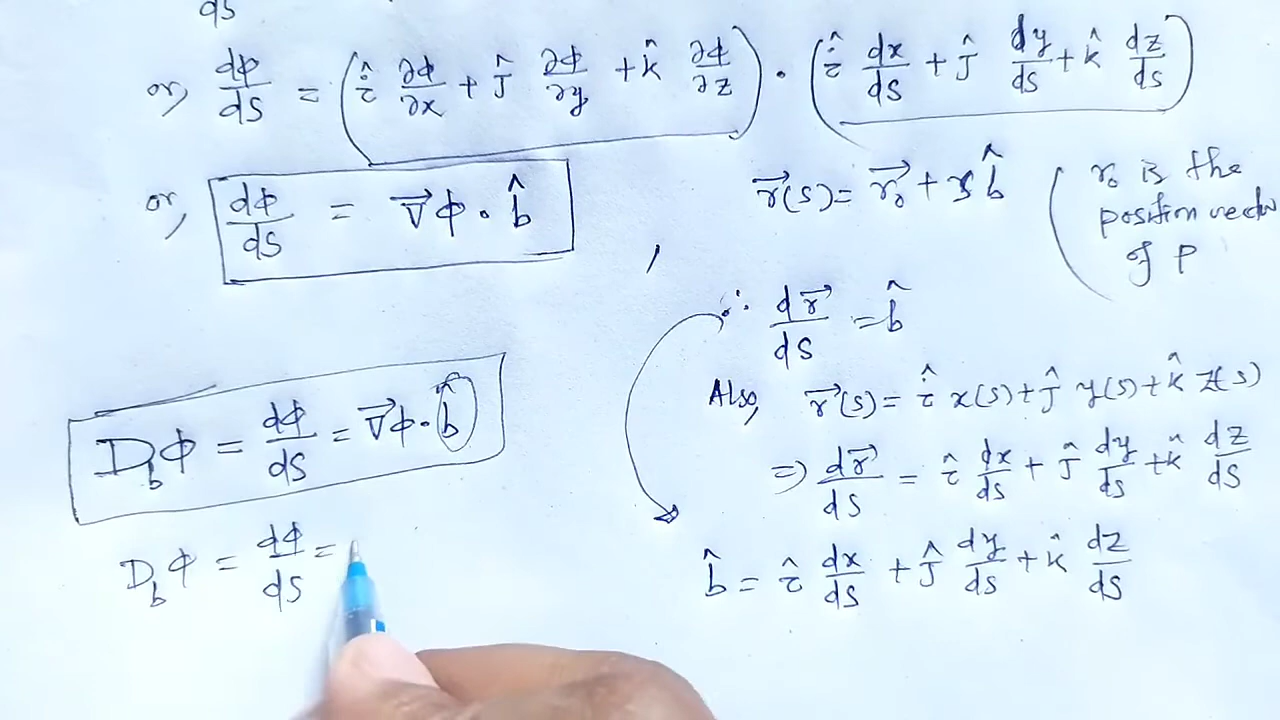 ds
or, dφ/ds = (î ∂φ/∂x + ĵ ∂φ/∂y + k̂ ∂φ/∂z) · (î dx/ds + ĵ dy/ds + k̂ dz/ds)
or, dφ/ds = ∇⃗φ · b̂
r⃗(s) = r⃗₀ + s b̂ (r₀ is the
position vector
of P
,
∴ dr⃗/ds = b̂
Also, r⃗(s) = î x(s) + ĵ y(s) + k̂ z(s)
D_b φ = dφ/ds = ∇⃗φ · b̂
⇒) dr⃗/ds = î dx/ds + ĵ dy/ds + k̂ dz/ds
D_b φ = dφ/ds =
b̂ = î dx/ds + ĵ dy/ds + k̂ dz/ds